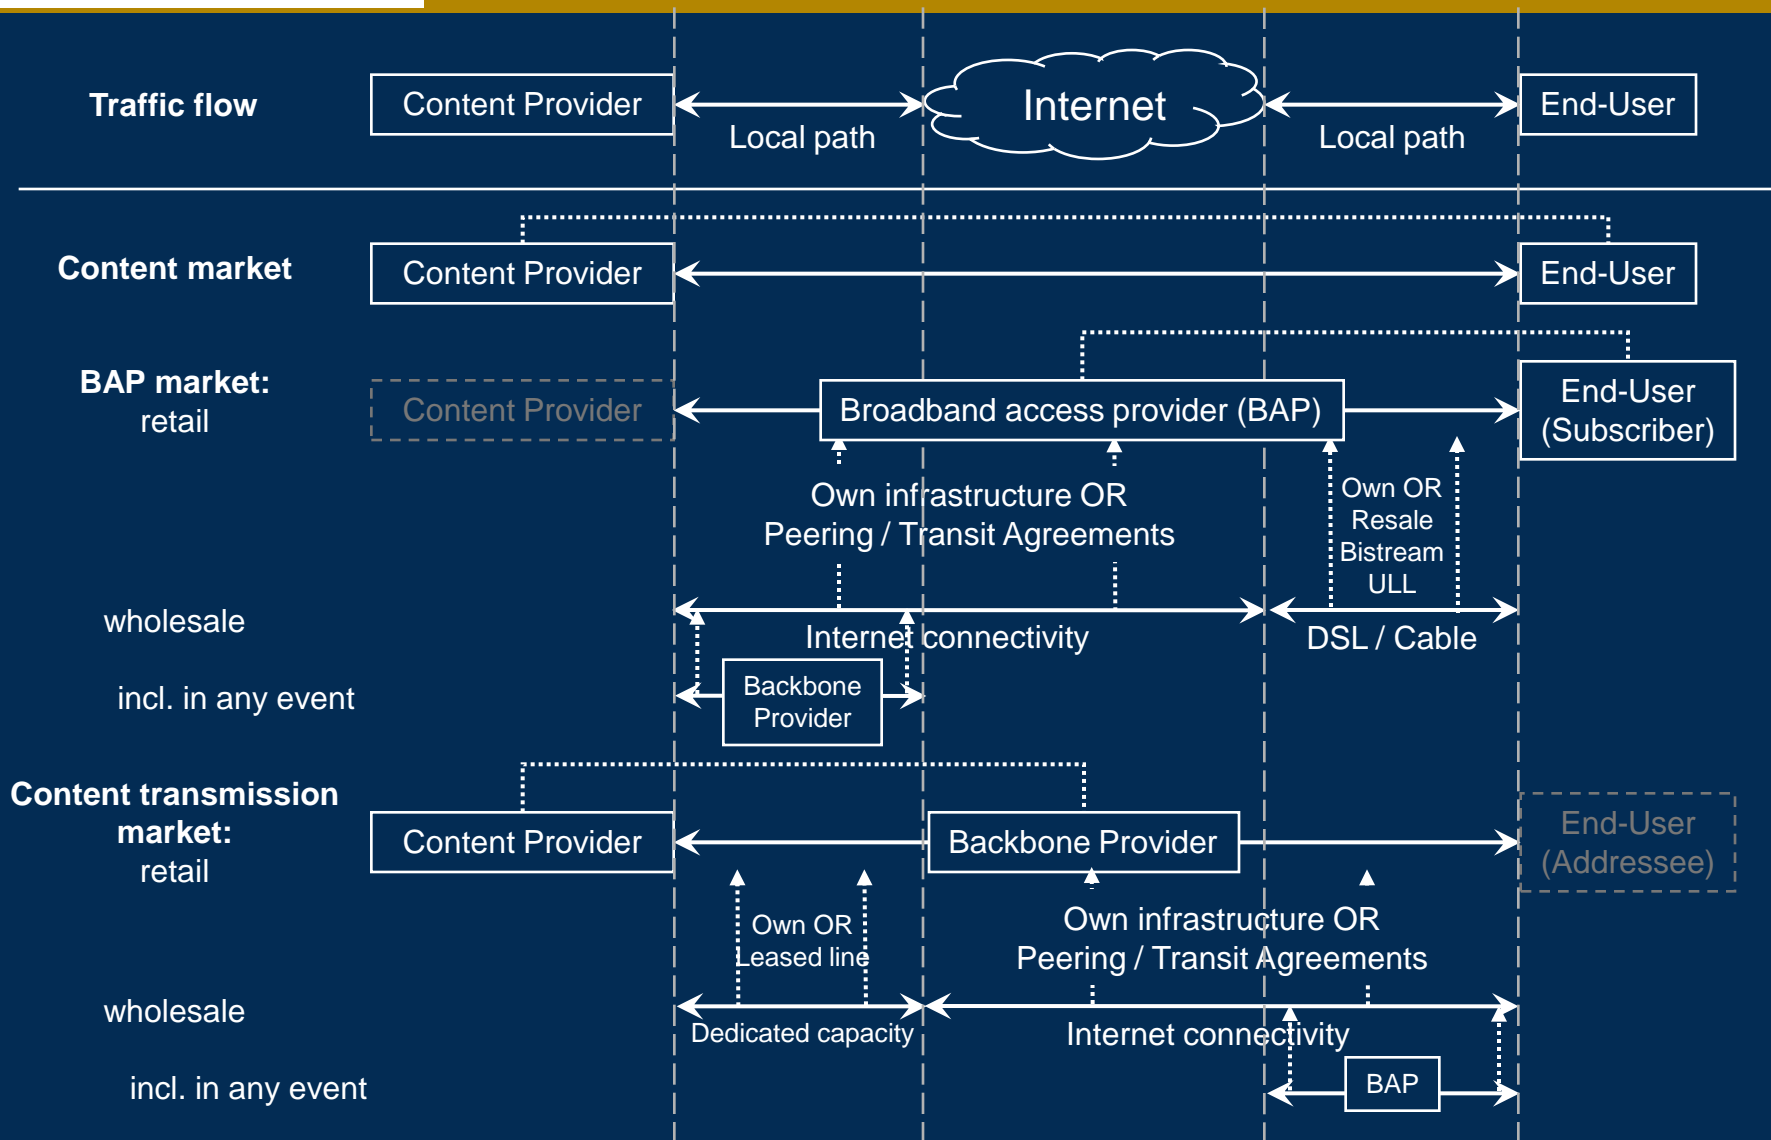 Traffic flow
Content Provider
Local path
Internet
Local path
End-User
Content market
Content Provider
End-User
BAP market:
retail
Content Provider
Broadband access provider (BAP)
End-User
(Subscriber)
Own infrastructure OR
Peering / Transit Agreements
Own OR
Resale
Bistream
ULL
wholesale
Internet connectivity
DSL / Cable
incl. in any event
Backbone
Provider
Content transmission
market:
retail
Content Provider
Backbone Provider
End-User
(Addressee)
Own OR
Leased line
Own infrastructure OR
Peering / Transit Agreements
wholesale
Dedicated capacity
Internet connectivity
incl. in any event
BAP